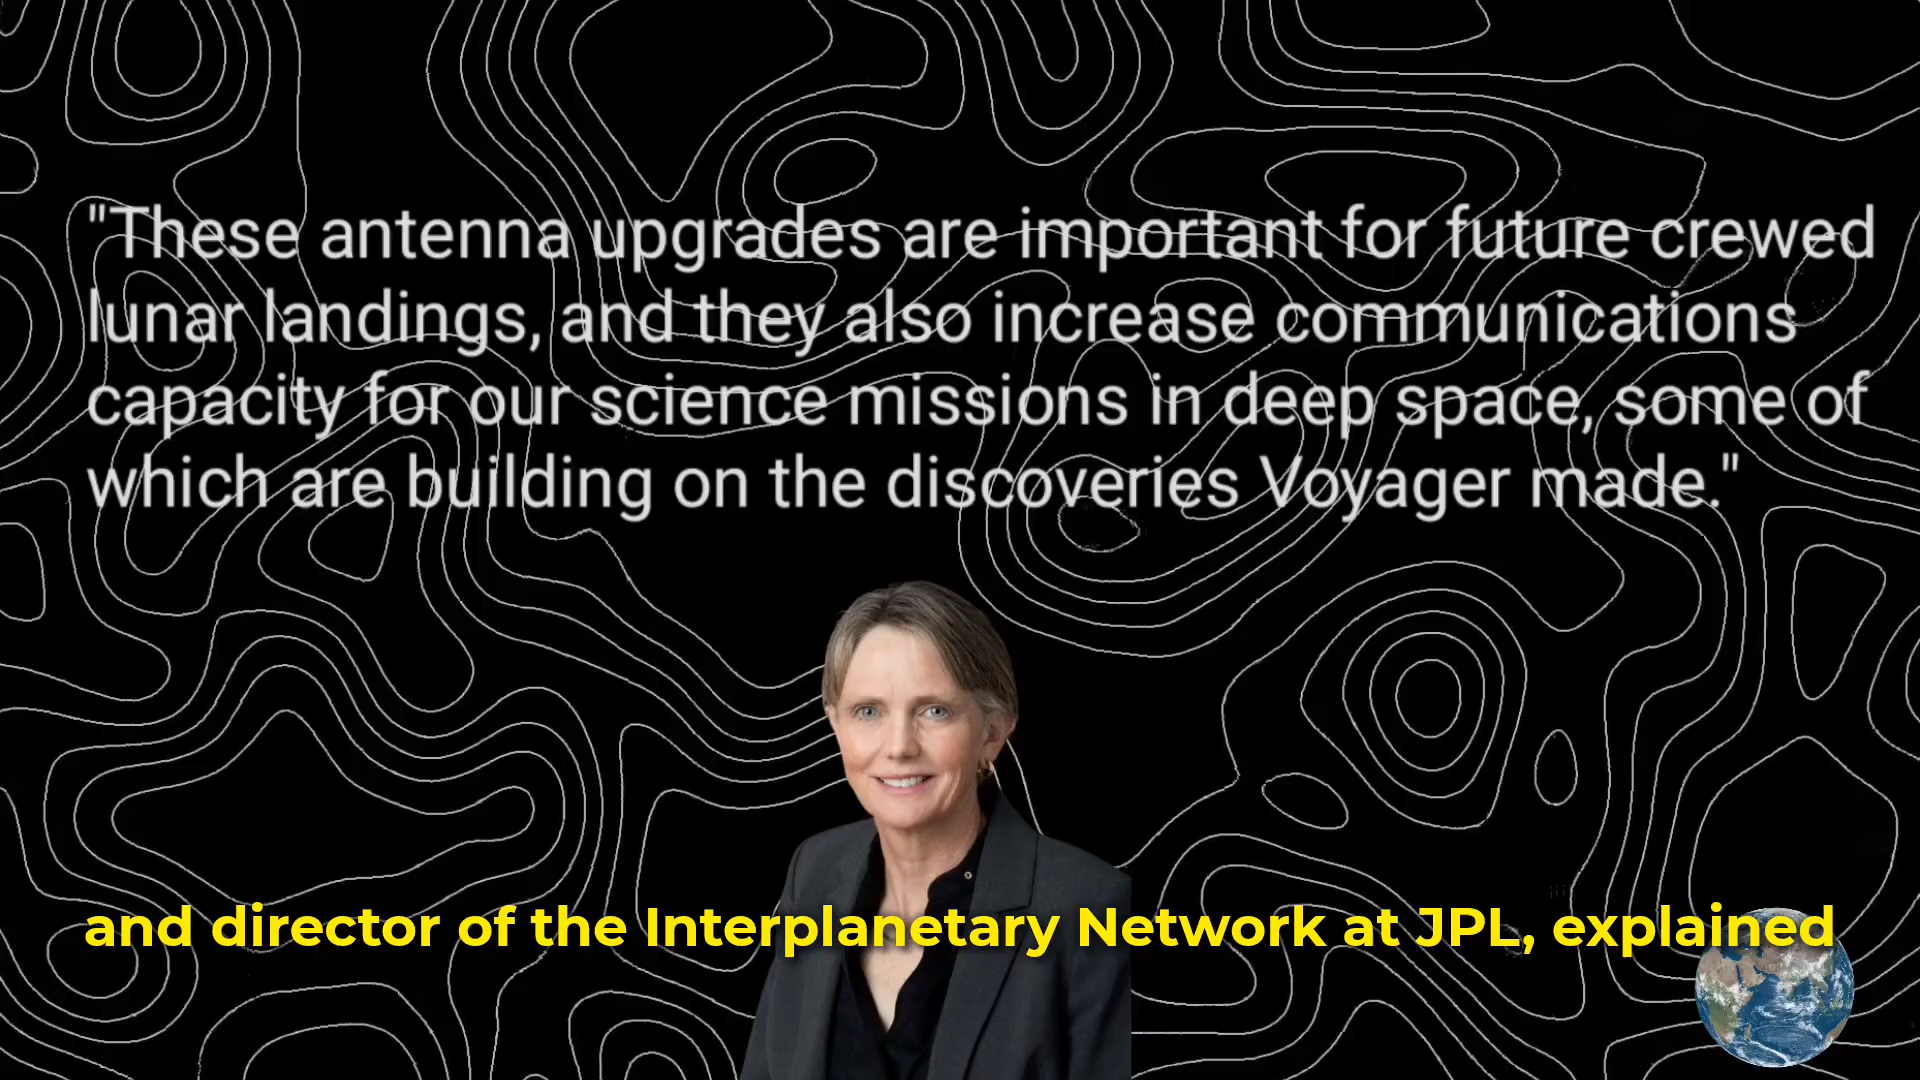 "These antenna upgrades are important for future crewed
lunar landings, and they also increase communications
capacity for our science missions in deep space, some of
which are building on the discoveries Voyager made."
and director of the Interplanetary Network at JPL, explained